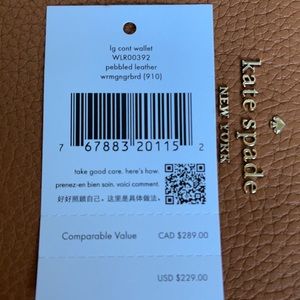 lg cont wallet
WLR00392
pebbled leather
wrmgngrbrd (910)
7 67883 20115 2
take good care. here's how.
prenez-en bien soin. voici comment.
好好照顾自己。这里是具体做法。
Comparable Value CAD $289.00
USD $229.00
kate spade
NEW YORK